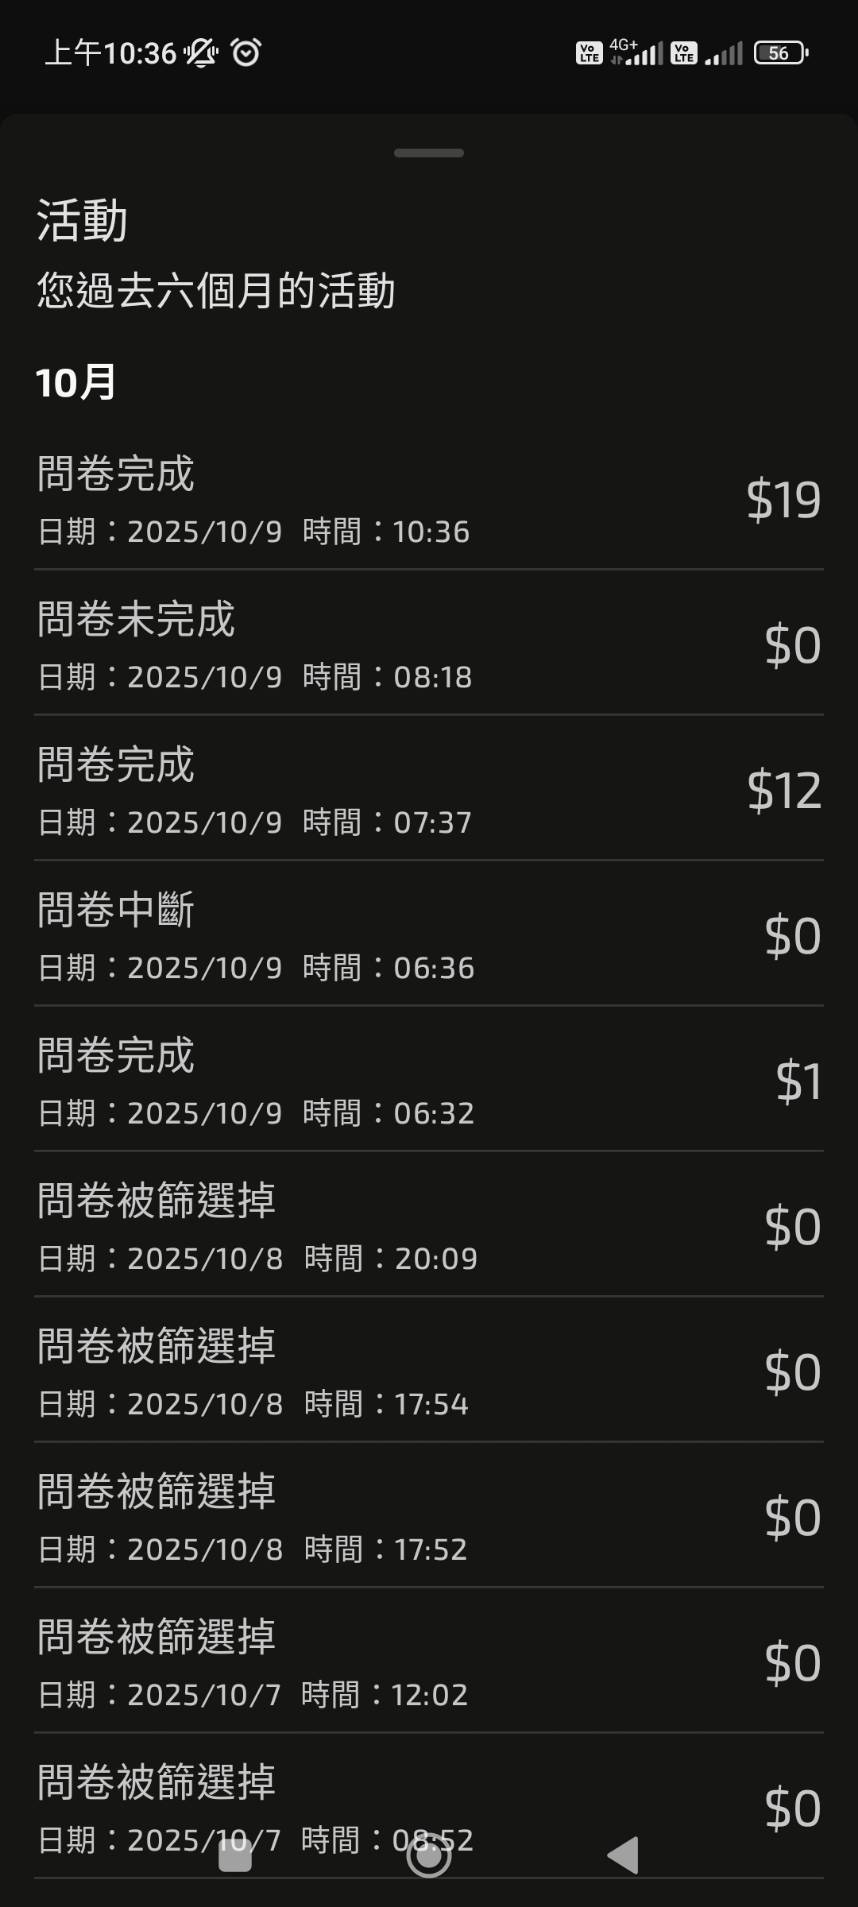 上午10:36
Vo LTE 4G+ Vo LTE 56
活動
您過去六個月的活動
10月
問卷完成
$19
日期：2025/10/9 時間：10:36
問卷未完成
$0
日期：2025/10/9 時間：08:18
問卷完成
$12
日期：2025/10/9 時間：07:37
問卷中斷
$0
日期：2025/10/9 時間：06:36
問卷完成
$1
日期：2025/10/9 時間：06:32
問卷被篩選掉
$0
日期：2025/10/8 時間：20:09
問卷被篩選掉
$0
日期：2025/10/8 時間：17:54
問卷被篩選掉
$0
日期：2025/10/8 時間：17:52
問卷被篩選掉
$0
日期：2025/10/7 時間：12:02
問卷被篩選掉
$0
日期：2025/10/7 時間：08:52